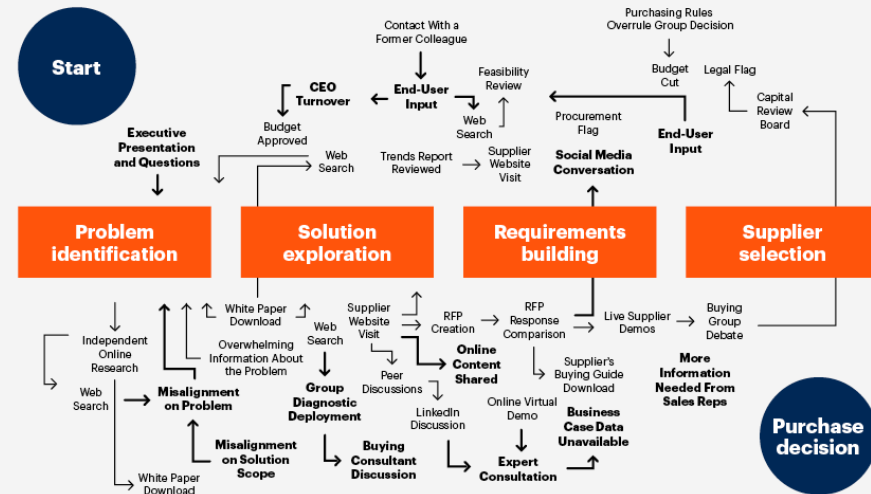 Start
Contact With a
Former Colleague
Purchasing Rules
Overrule Group Decision
CEO
Turnover
End-User
Input
Feasibility
Review
Budget
Cut
Legal Flag
Budget
Approved
Web
Search
Procurement
Flag
End-User
Input
Capital
Review
Board
Executive
Presentation
and Questions
Web
Search
Trends Report
Reviewed
Supplier
Website
Visit
Social Media
Conversation
Problem
identification
Solution
exploration
Requirements
building
Supplier
selection
Independent
Online
Research
White Paper
Download
Overwhelming
Information About
the Problem
Web
Search
Supplier
Website
Visit
RFP
Creation
RFP
Response
Comparison
Live Supplier
Demos
Buying
Group
Debate
Web
Search
Misalignment
on Problem
Group
Diagnostic
Deployment
Peer
Discussions
Online
Content
Shared
Supplier's
Buying Guide
Download
More
Information
Needed From
Sales Reps
LinkedIn
Discussion
Online Virtual
Demo
Business
Case Data
Unavailable
Misalignment
on Solution
Scope
Buying
Consultant
Discussion
Expert
Consultation
White Paper
Download
Purchase
decision